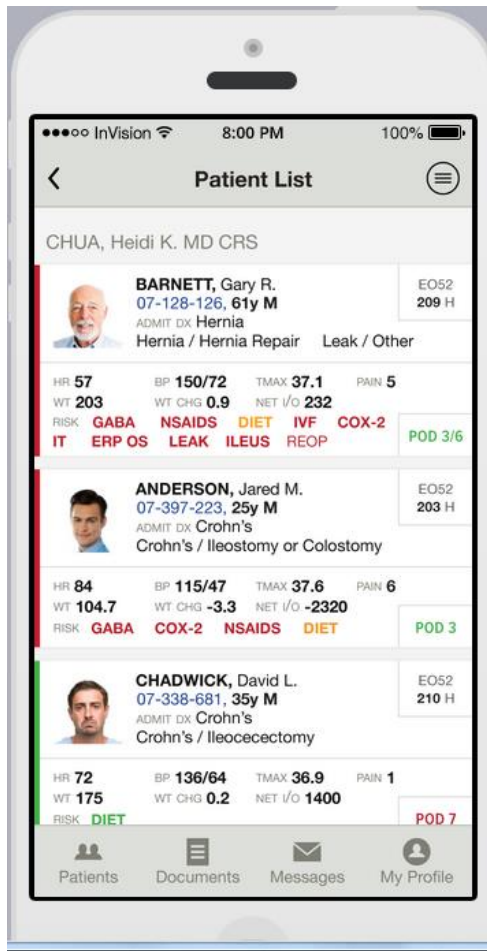 InVision 8:00 PM 100%
Patient List
CHUA, Heidi K. MD CRS
BARNETT, Gary R. EO52
07-128-126, 61y M 209 H
ADMIT DX Hernia
Hernia / Hernia Repair Leak / Other
HR 57 BP 150/72 TMAX 37.1 PAIN 5
WT 203 WT CHG 0.9 NET I/O 232
RISK GABA NSAIDS DIET IVF COX-2
IT ERP OS LEAK ILEUS REOP POD 3/6
ANDERSON, Jared M. EO52
07-397-223, 25y M 203 H
ADMIT DX Crohn's
Crohn's / Ileostomy or Colostomy
HR 84 BP 115/47 TMAX 37.6 PAIN 6
WT 104.7 WT CHG -3.3 NET I/O -2320
RISK GABA COX-2 NSAIDS DIET POD 3
CHADWICK, David L. EO52
07-338-681, 35y M 210 H
ADMIT DX Crohn's
Crohn's / Ileocecectomy
HR 72 BP 136/64 TMAX 36.9 PAIN 1
WT 175 WT CHG 0.2 NET I/O 1400
RISK DIET POD 7
Patients Documents Messages My Profile